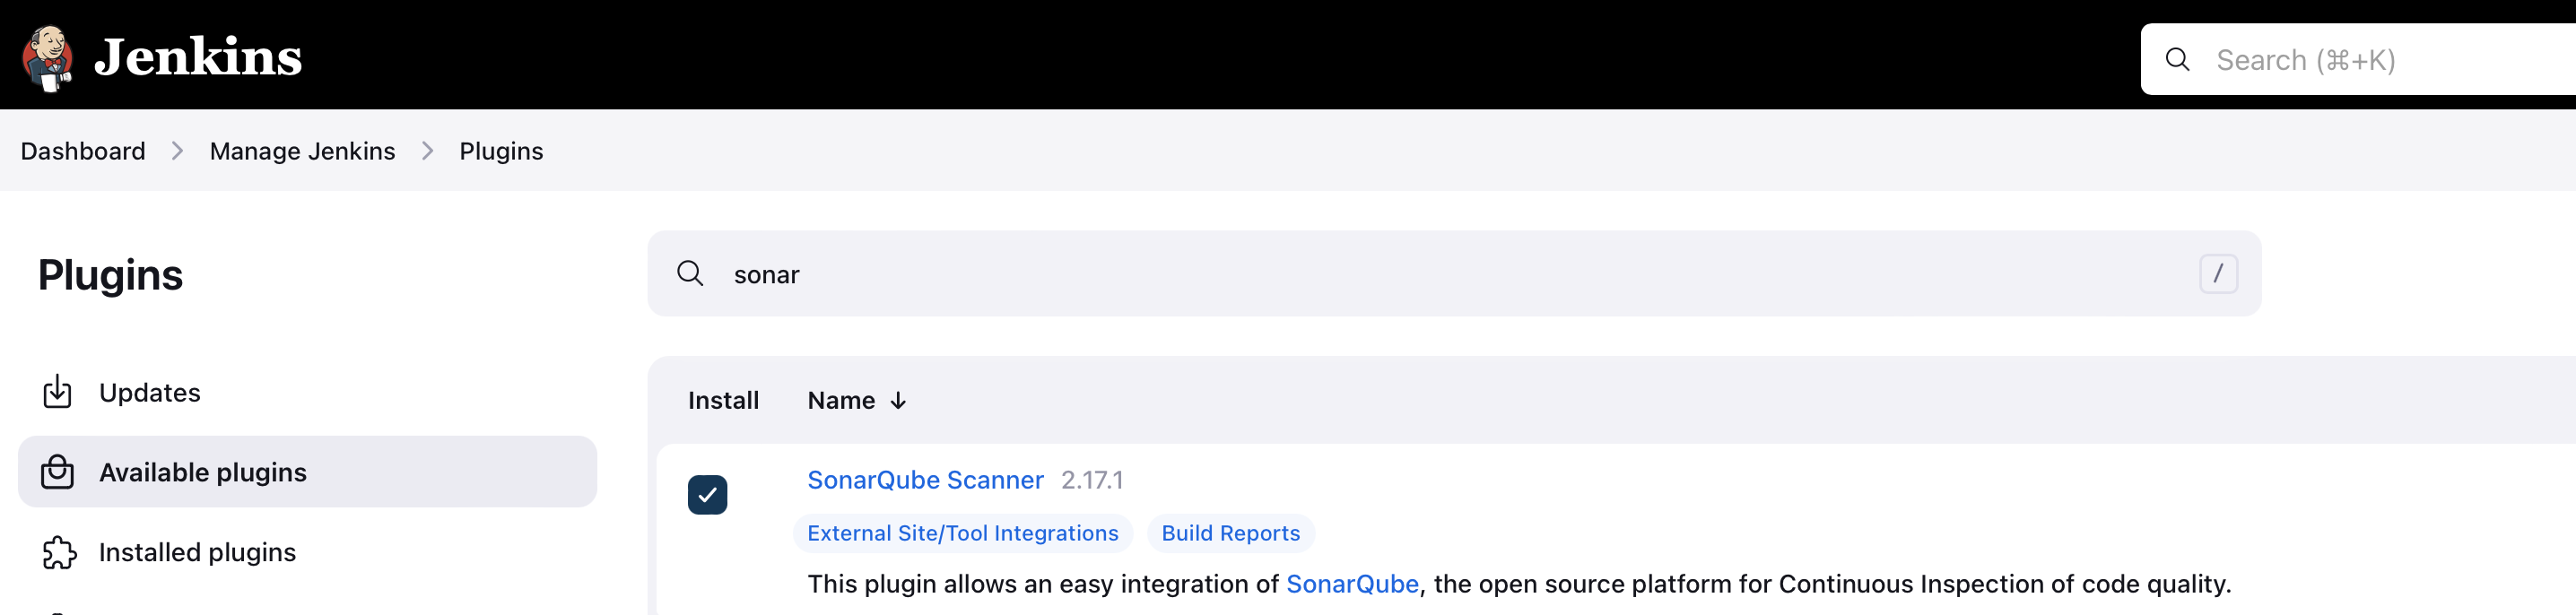 Jenkins
Search (⌘+K)
Dashboard > Manage Jenkins > Plugins
Plugins
sonar /
Updates
Available plugins
Installed plugins
Install Name ↓
SonarQube Scanner 2.17.1
External Site/Tool Integrations Build Reports
This plugin allows an easy integration of SonarQube, the open source platform for Continuous Inspection of code quality.